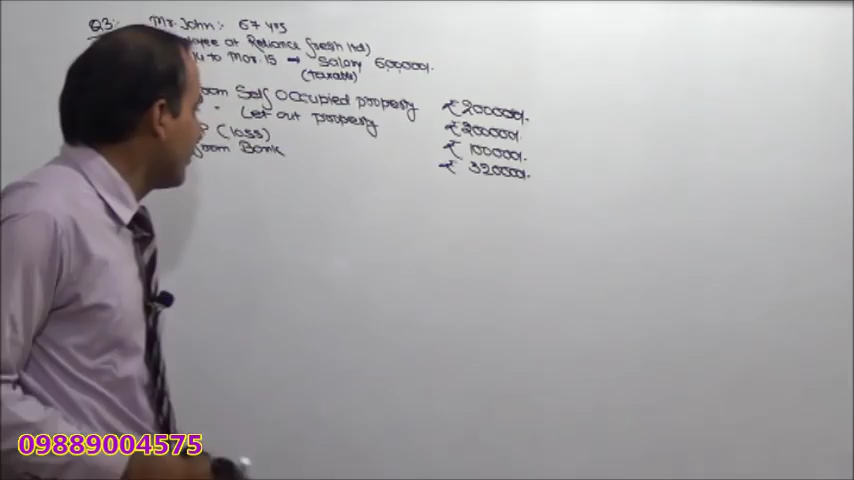 Q3:- Mr. John:- 67 yrs
at Reliance fresh ltd)
to Mar. 15 → Salary 600000/-
(taxable)
Self Occupied property ₹ 200000/-
" Let out property ₹ 200000/-
(loss) ₹ 100000/-
Bank ₹ 320000/-
09889004575